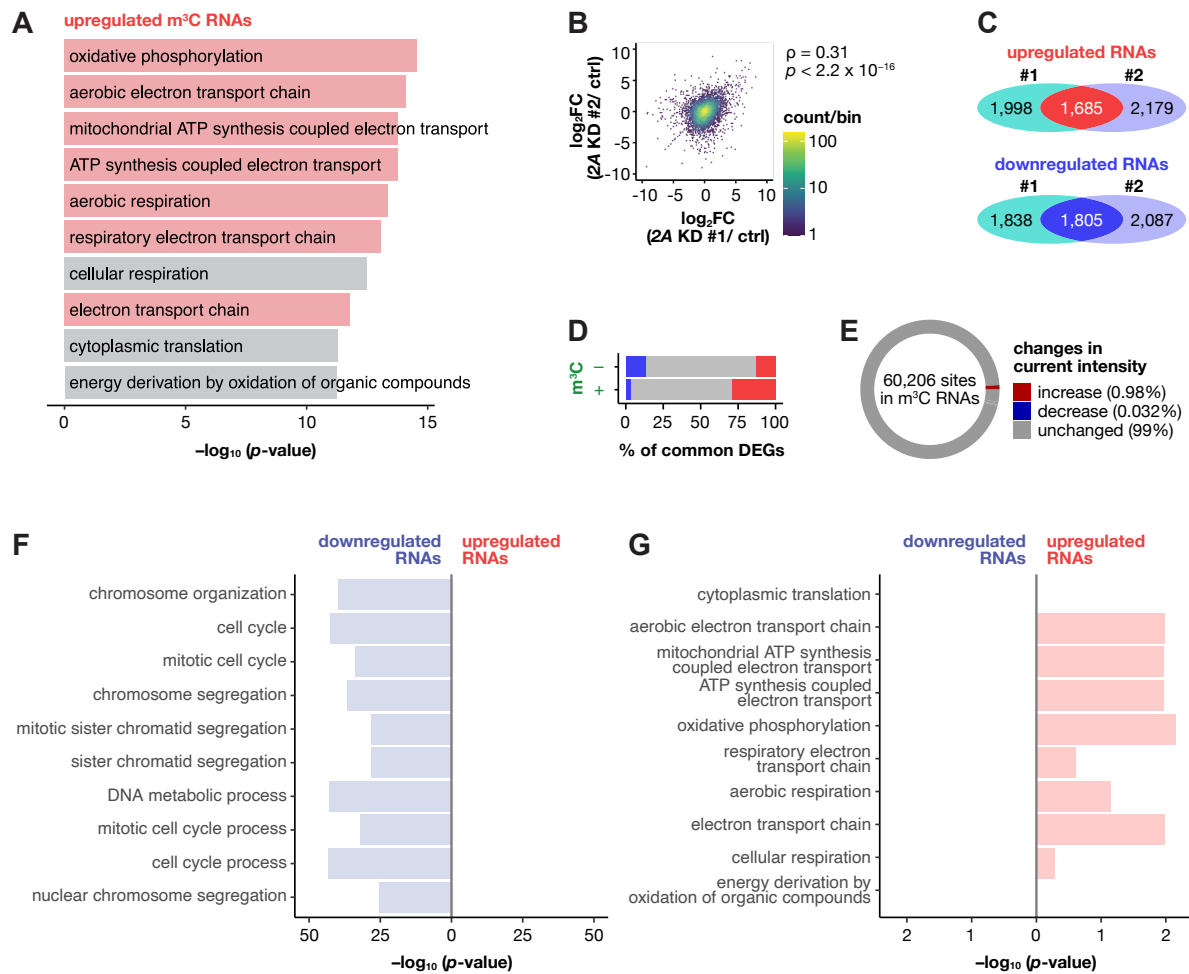 A
upregulated m³C RNAs
oxidative phosphorylation
aerobic electron transport chain
mitochondrial ATP synthesis coupled electron transport
ATP synthesis coupled electron transport
aerobic respiration
respiratory electron transport chain
cellular respiration
electron transport chain
cytoplasmic translation
energy derivation by oxidation of organic compounds
0 5 10 15
−log₁₀ (p-value)
B
log₂FC
(2A KD #2/ ctrl)
10
5
0
-5
-10
-10 -5 0 5 10
log₂FC
(2A KD #1/ ctrl)
ρ = 0.31
p < 2.2 x 10⁻¹⁶
count/bin
100
10
1
C
upregulated RNAs
#1 #2
1,998 1,685 2,179
downregulated RNAs
#1 #2
1,838 1,805 2,087
D
m³C
−
+
0 25 50 75 100
% of common DEGs
E
60,206 sites
in m³C RNAs
changes in
current intensity
increase (0.98%)
decrease (0.032%)
unchanged (99%)
F
downregulated
RNAs
upregulated
RNAs
chromosome organization
cell cycle
mitotic cell cycle
chromosome segregation
mitotic sister chromatid segregation
sister chromatid segregation
DNA metabolic process
mitotic cell cycle process
cell cycle process
nuclear chromosome segregation
50 25 0 25 50
−log₁₀ (p-value)
G
downregulated
RNAs
upregulated
RNAs
cytoplasmic translation
aerobic electron transport chain
mitochondrial ATP synthesis
coupled electron transport
ATP synthesis coupled
electron transport
oxidative phosphorylation
respiratory electron
transport chain
aerobic respiration
electron transport chain
cellular respiration
energy derivation by
oxidation of organic compounds
2 1 0 1 2
−log₁₀ (p-value)